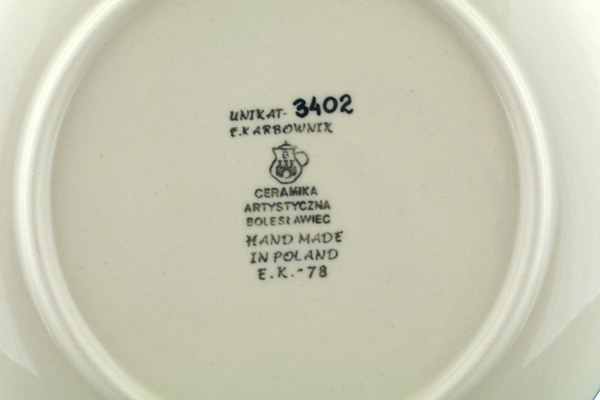 UNIKAT- 3402
E.KARBOWNIK
CERAMIKA
ARTYSTYCZNA
BOLESŁAWIEC
HAND MADE
IN POLAND
E.K.-78